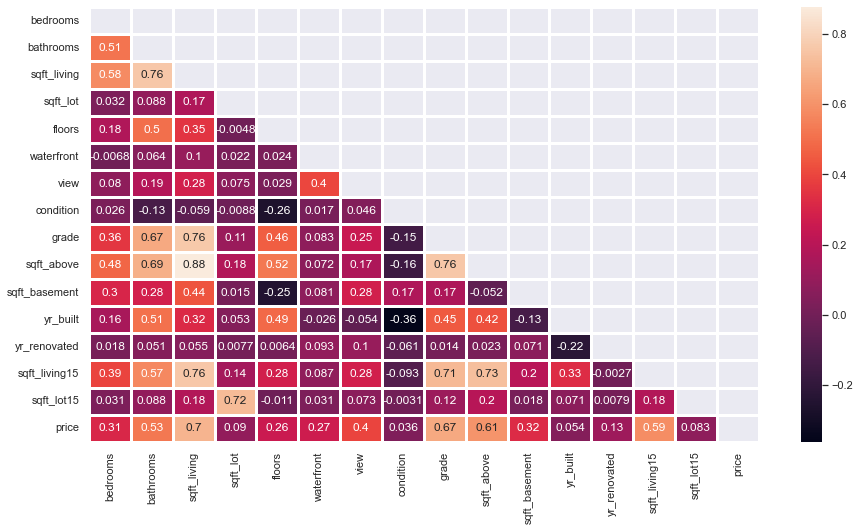 bedrooms
bathrooms 0.51
sqft_living 0.58 0.76
sqft_lot 0.032 0.088 0.17
floors 0.18 0.5 0.35 -0.0048
waterfront -0.0068 0.064 0.1 0.022 0.024
view 0.08 0.19 0.28 0.075 0.029 0.4
condition 0.026 -0.13 -0.059 -0.0088 -0.26 0.017 0.046
grade 0.36 0.67 0.76 0.11 0.46 0.083 0.25 -0.15
sqft_above 0.48 0.69 0.88 0.18 0.52 0.072 0.17 -0.16 0.76
sqft_basement 0.3 0.28 0.44 0.015 -0.25 0.081 0.28 0.17 0.17 -0.052
yr_built 0.16 0.51 0.32 0.053 0.49 -0.026 -0.054 -0.36 0.45 0.42 -0.13
yr_renovated 0.018 0.051 0.055 0.0077 0.0064 0.093 0.1 -0.061 0.014 0.023 0.071 -0.22
sqft_living15 0.39 0.57 0.76 0.14 0.28 0.087 0.28 -0.093 0.71 0.73 0.2 0.33 -0.0027
sqft_lot15 0.031 0.088 0.18 0.72 -0.011 0.031 0.073 -0.0031 0.12 0.2 0.018 0.071 0.0079 0.18
price 0.31 0.53 0.7 0.09 0.26 0.27 0.4 0.036 0.67 0.61 0.32 0.054 0.13 0.59 0.083
bedrooms bathrooms sqft_living sqft_lot floors waterfront view condition grade sqft_above sqft_basement yr_built yr_renovated sqft_living15 sqft_lot15 price
0.8
0.6
0.4
0.2
0.0
−0.2